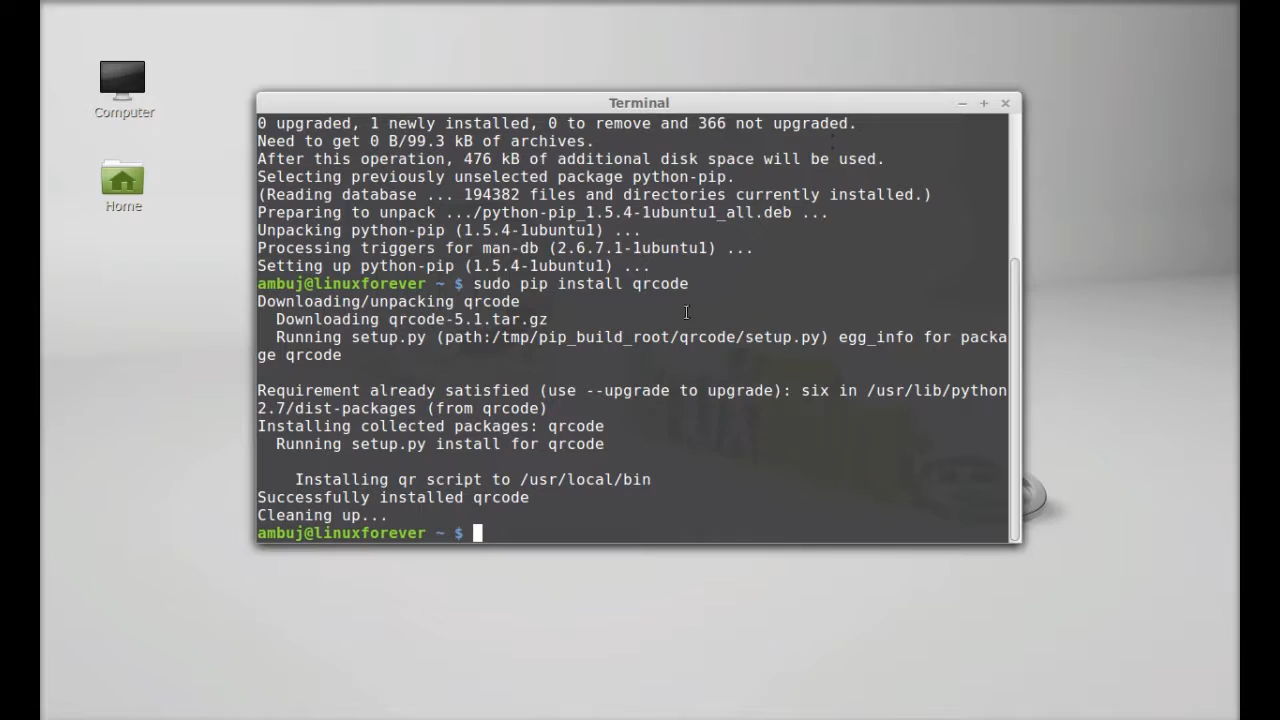 Computer
Home
Terminal
0 upgraded, 1 newly installed, 0 to remove and 366 not upgraded.
Need to get 0 B/99.3 kB of archives.
After this operation, 476 kB of additional disk space will be used.
Selecting previously unselected package python-pip.
(Reading database ... 194382 files and directories currently installed.)
Preparing to unpack .../python-pip_1.5.4-1ubuntu1_all.deb ...
Unpacking python-pip (1.5.4-1ubuntu1) ...
Processing triggers for man-db (2.6.7.1-1ubuntu1) ...
Setting up python-pip (1.5.4-1ubuntu1) ...
ambuj@linuxforever ~ $ sudo pip install qrcode
Downloading/unpacking qrcode
  Downloading qrcode-5.1.tar.gz
  Running setup.py (path:/tmp/pip_build_root/qrcode/setup.py) egg_info for packa
ge qrcode

Requirement already satisfied (use --upgrade to upgrade): six in /usr/lib/python
2.7/dist-packages (from qrcode)
Installing collected packages: qrcode
  Running setup.py install for qrcode

    Installing qr script to /usr/local/bin
Successfully installed qrcode
Cleaning up...
ambuj@linuxforever ~ $